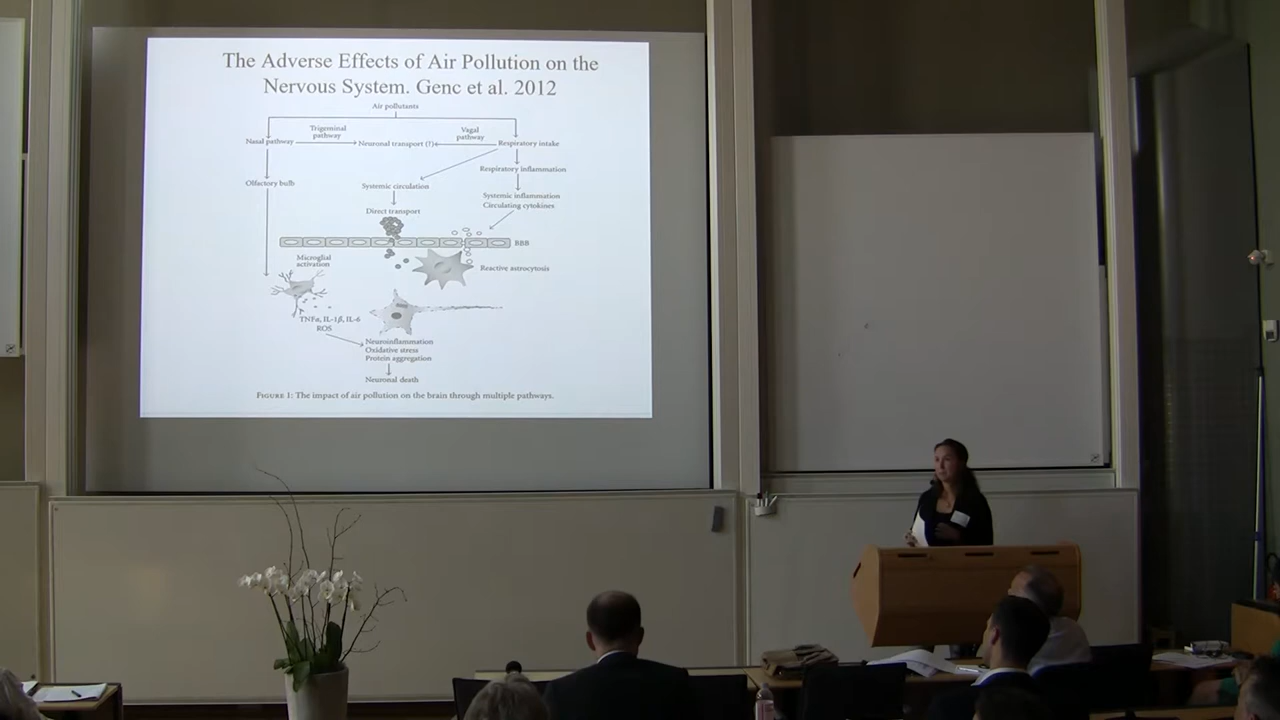 The Adverse Effects of Air Pollution on the
Nervous System. Genc et al. 2012
Air pollutants
Trigeminal
pathway
Vagal
pathway
Nasal pathway
Neuronal transport (?)
Respiratory intake
Respiratory inflammation
Olfactory bulb
Systemic circulation
Systemic inflammation
Circulating cytokines
Direct transport
BBB
Microglial
activation
Reactive astrocytosis
TNFα, IL-1β, IL-6
ROS
Neuroinflammation
Oxidative stress
Protein aggregation
Neuronal death
FIGURE 1: The impact of air pollution on the brain through multiple pathways.